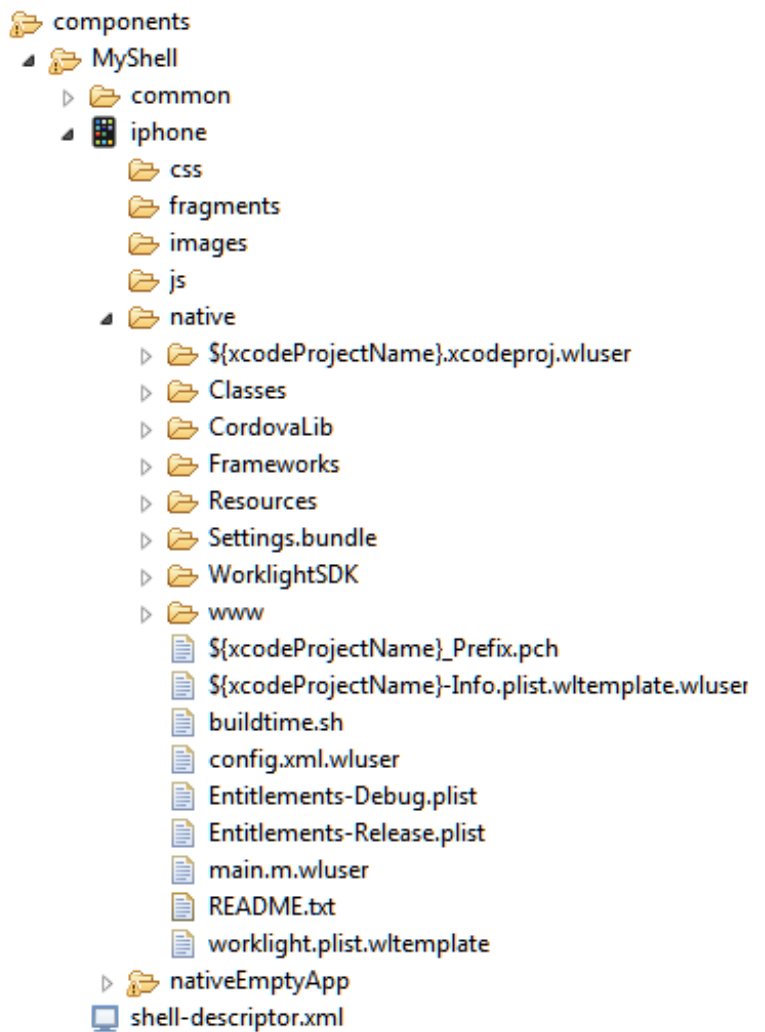 components
MyShell
common
iphone
css
fragments
images
js
native
${xcodeProjectName}.xcodeproj.wluser
Classes
CordovaLib
Frameworks
Resources
Settings.bundle
WorklightSDK
www
${xcodeProjectName}_Prefix.pch
${xcodeProjectName}-Info.plist.wltemplate.wluser
buildtime.sh
config.xml.wluser
Entitlements-Debug.plist
Entitlements-Release.plist
main.m.wluser
README.txt
worklight.plist.wltemplate
nativeEmptyApp
shell-descriptor.xml